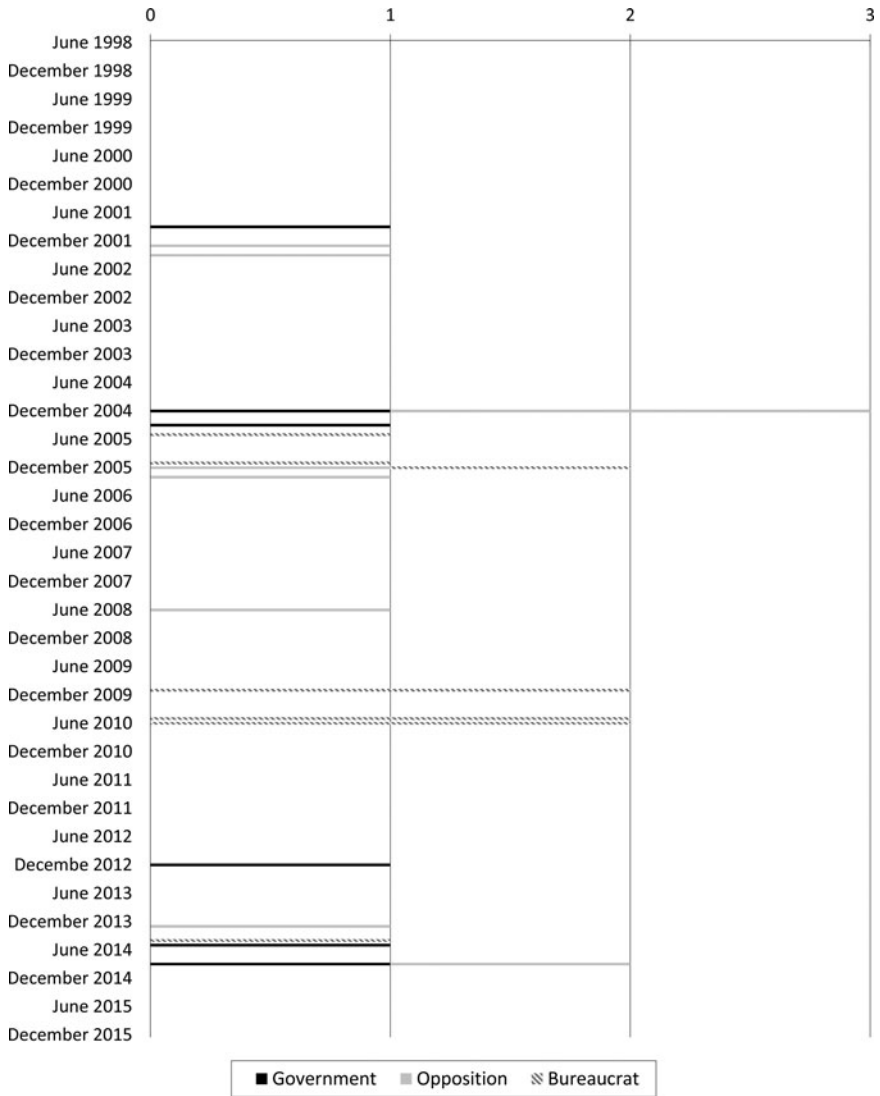 0 1 2 3
June 1998
December 1998
June 1999
December 1999
June 2000
December 2000
June 2001
December 2001
June 2002
December 2002
June 2003
December 2003
June 2004
December 2004
June 2005
December 2005
June 2006
December 2006
June 2007
December 2007
June 2008
December 2008
June 2009
December 2009
June 2010
December 2010
June 2011
December 2011
June 2012
Decembe 2012
June 2013
December 2013
June 2014
December 2014
June 2015
December 2015
Government Opposition Bureaucrat